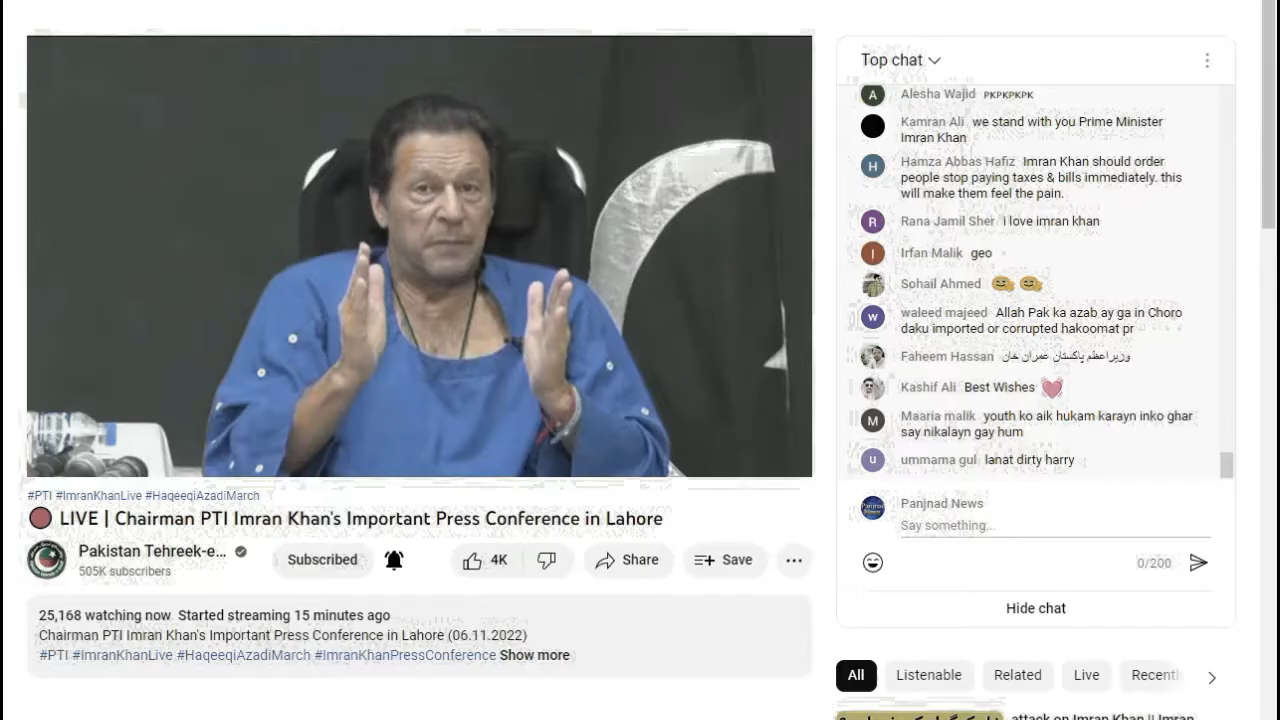 #PTI #ImranKhanLive #HaqeeqiAzadiMarch
LIVE | Chairman PTI Imran Khan's Important Press Conference in Lahore
Pakistan Tehreek-e...
505K subscribers
Subscribed
4K
Share
Save
25,168 watching now Started streaming 15 minutes ago
Chairman PTI Imran Khan's Important Press Conference in Lahore (06.11.2022)
#PTI #ImranKhanLive #HaqeeqiAzadiMarch #ImranKhanPressConference Show more
Top chat
Alesha Wajid PKPKPKPK
Kamran Ali we stand with you Prime Minister
Imran Khan
Hamza Abbas Hafiz Imran Khan should order
people stop paying taxes & bills immediately. this
will make them feel the pain.
R
Rana Jamil Sher I love imran khan
Irfan Malik geo
Sohail Ahmed
waleed majeed Allah Pak ka azab ay ga in Choro
daku imported or corrupted hakoomat pr
Faheem Hassan وزیراعظم پاکستان عمران خان
Kashif Ali Best Wishes
Maaria malik youth ko aik hukam karayn inko ghar
say nikalayn gay hum
ummama gul lanat dirty harry
Panjnad News
Say something...
0/200
Hide chat
All
Listenable
Related
Live
Recent
attack on Imran Khan || Imran